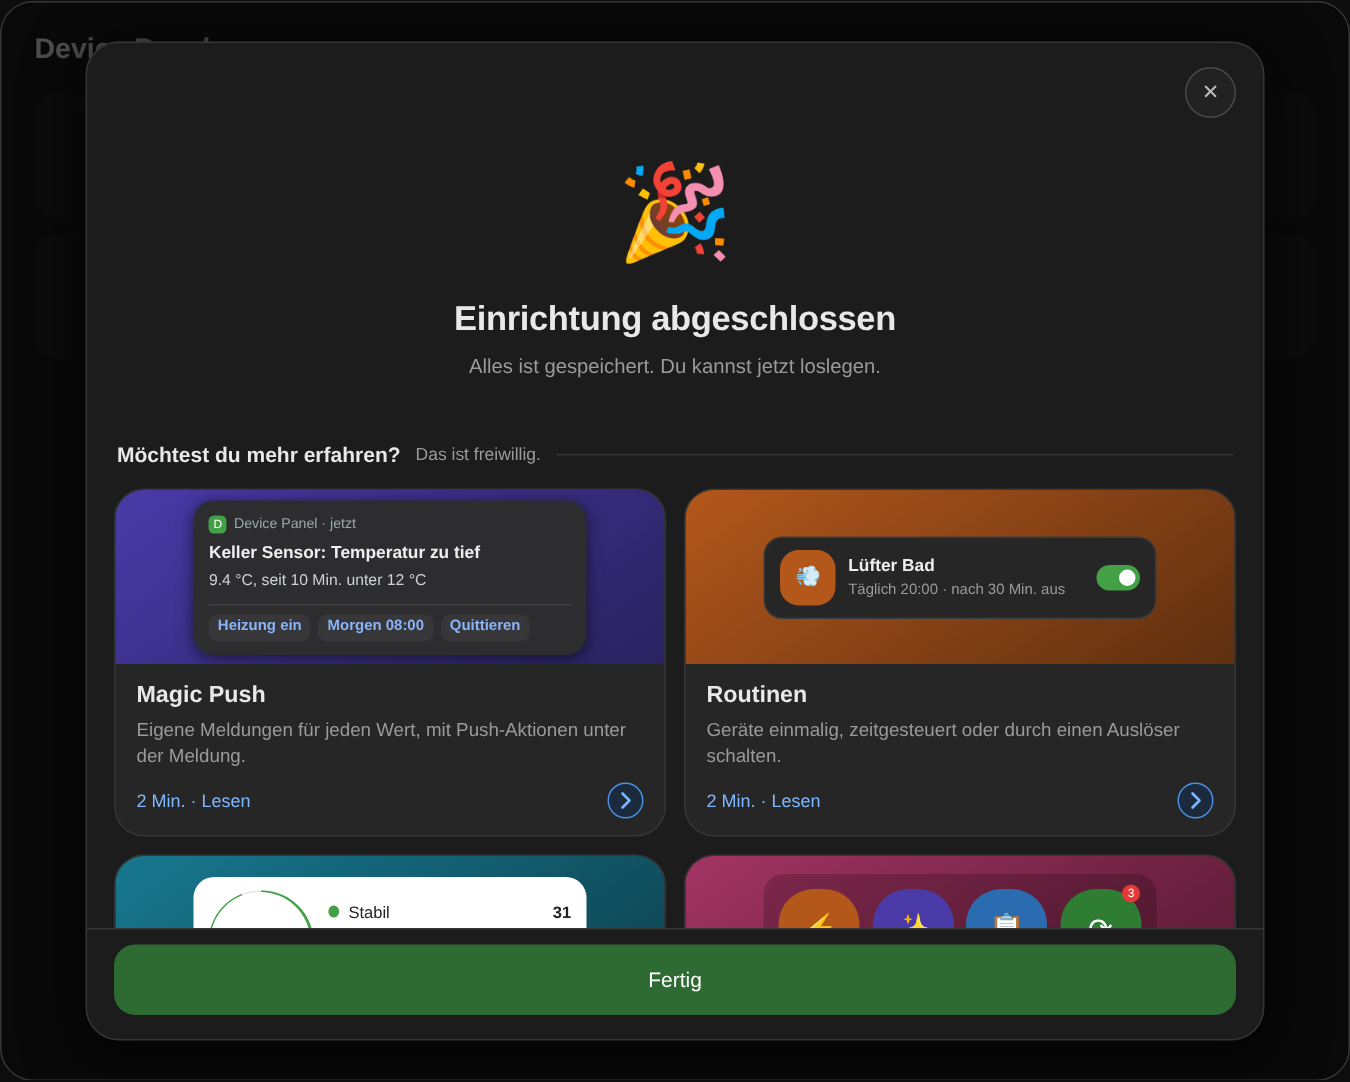 Einrichtung abgeschlossen
Alles ist gespeichert. Du kannst jetzt loslegen.
Möchtest du mehr erfahren? Das ist freiwillig.
D Device Panel · jetzt
Keller Sensor: Temperatur zu tief
9.4 °C, seit 10 Min. unter 12 °C
Heizung ein Morgen 08:00 Quittieren
Magic Push
Eigene Meldungen für jeden Wert, mit Push-Aktionen unter
der Meldung.
2 Min. · Lesen
Lüfter Bad
Täglich 20:00 · nach 30 Min. aus
Routinen
Geräte einmalig, zeitgesteuert oder durch einen Auslöser
schalten.
2 Min. · Lesen
Stabil 31
3
Fertig